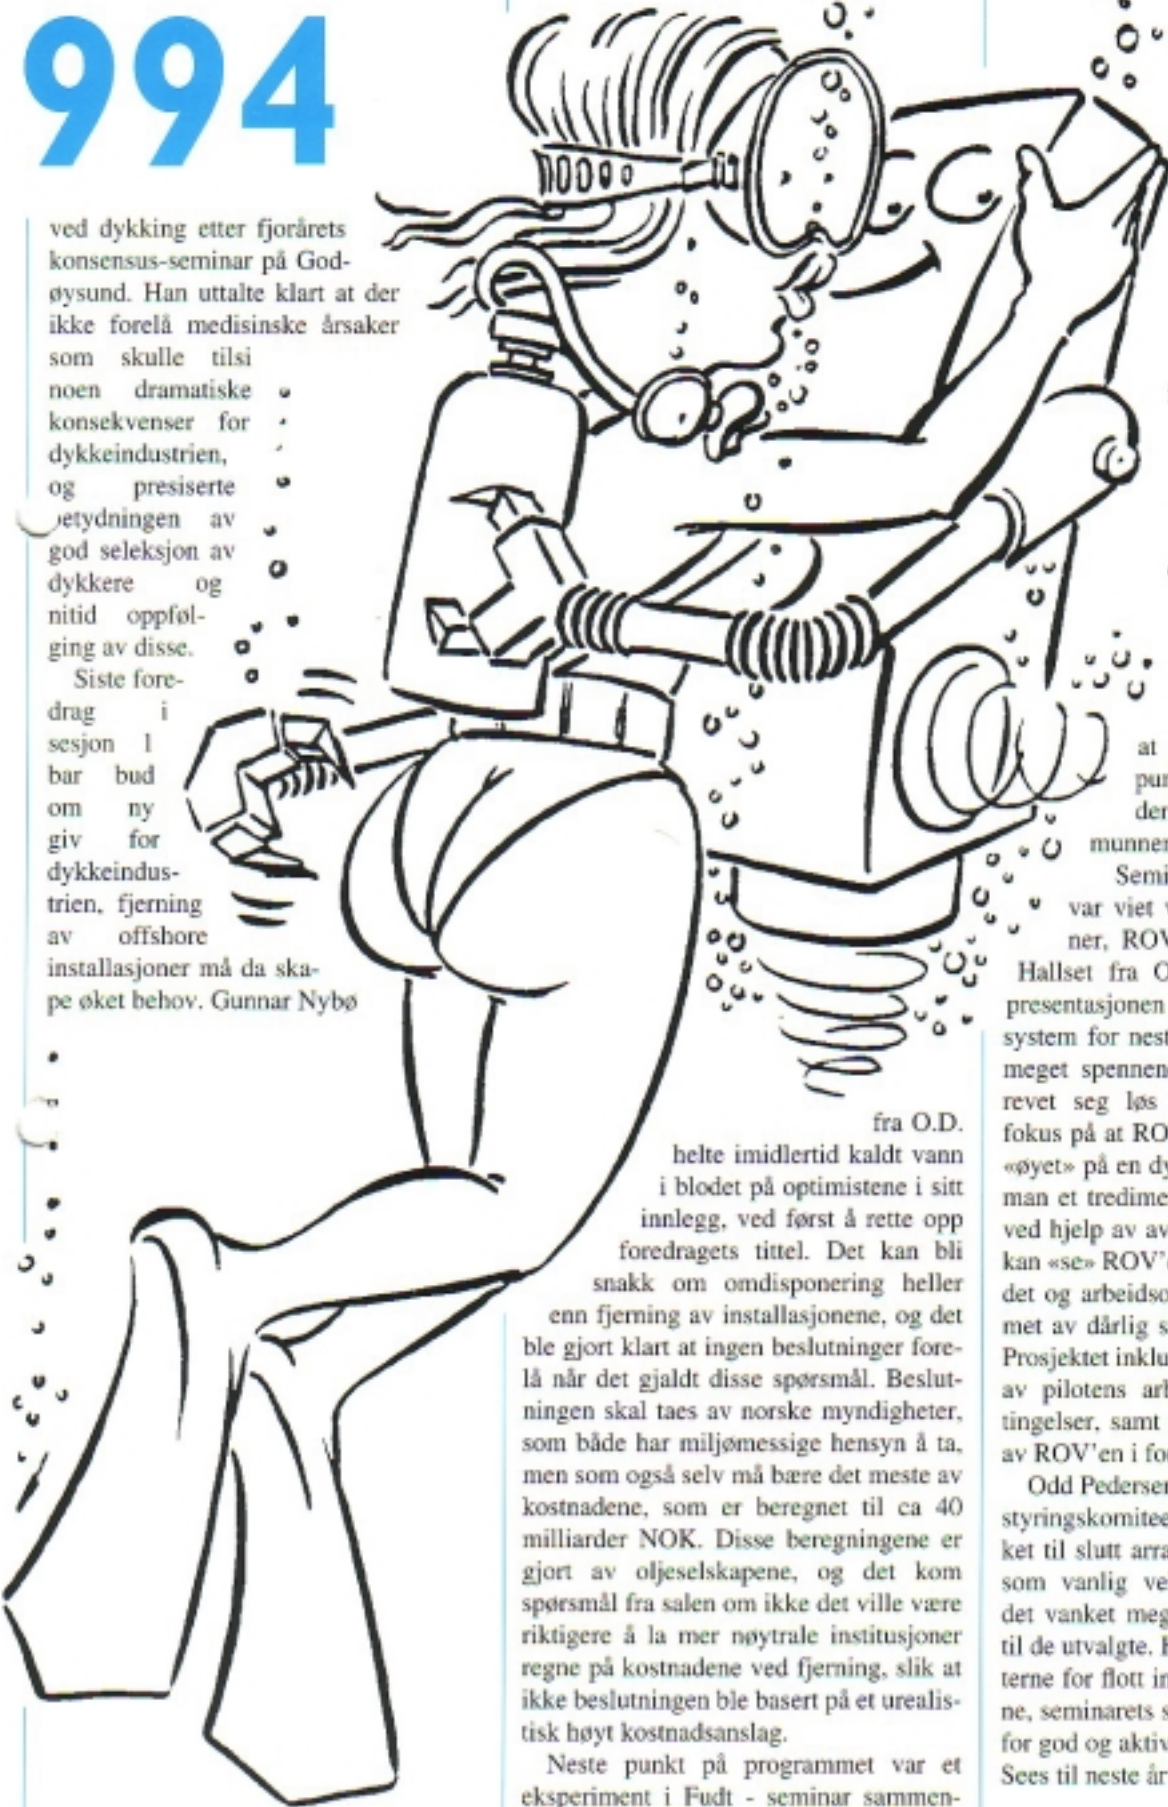 994
ved dykking etter fjorårets
konsensus-seminar på God-
øysund. Han uttalte klart at der
ikke forelå medisinske årsaker
som skulle tilsi
noen dramatiske
konsekvenser for
dykkeindustrien,
og presiserte
betydningen av
god seleksjon av
dykkere og
nitid oppføl-
ging av disse.
Siste fore-
drag i
sesjon 1
bar bud
om ny
giv for
dykkeindus-
trien, fjerning
av offshore
installasjoner må da ska-
pe øket behov. Gunnar Nybø
fra O.D.
helte imidlertid kaldt vann
i blodet på optimistene i sitt
innlegg, ved først å rette opp
foredragets tittel. Det kan bli
snakk om omdisponering heller
enn fjerning av installasjonene, og det
ble gjort klart at ingen beslutninger fore-
lå når det gjaldt disse spørsmål. Beslut-
ningen skal taes av norske myndigheter,
som både har miljømessige hensyn å ta,
men som også selv må bære det meste av
kostnadene, som er beregnet til ca 40
milliarder NOK. Disse beregningene er
gjort av oljeselskapene, og det kom
spørsmål fra salen om ikke det ville være
riktigere å la mer nøytrale institusjoner
regne på kostnadene ved fjerning, slik at
ikke beslutningen ble basert på et urealis-
tisk høyt kostnadsanslag.
Neste punkt på programmet var et
eksperiment i Fudt - seminar sammen-
at
pun
der
munner
Semi
var viet v
ner, ROV
Hallset fra O
presentasjonen
system for nest
meget spennen
revet seg løs
fokus på at RO
«øyet» på en dy
man et tredime
ved hjelp av av
kan «se» ROV'
det og arbeidso
met av dårlig s
Prosjektet inklu
av pilotens arb
tingelser, samt
av ROV'en i for
Odd Pedersen
styringskomitee
ket til slutt arra
som vanlig ve
det vanket meg
til de utvalgte.
terne for flott in
ne, seminarets s
for god og aktiv
Sees til neste år